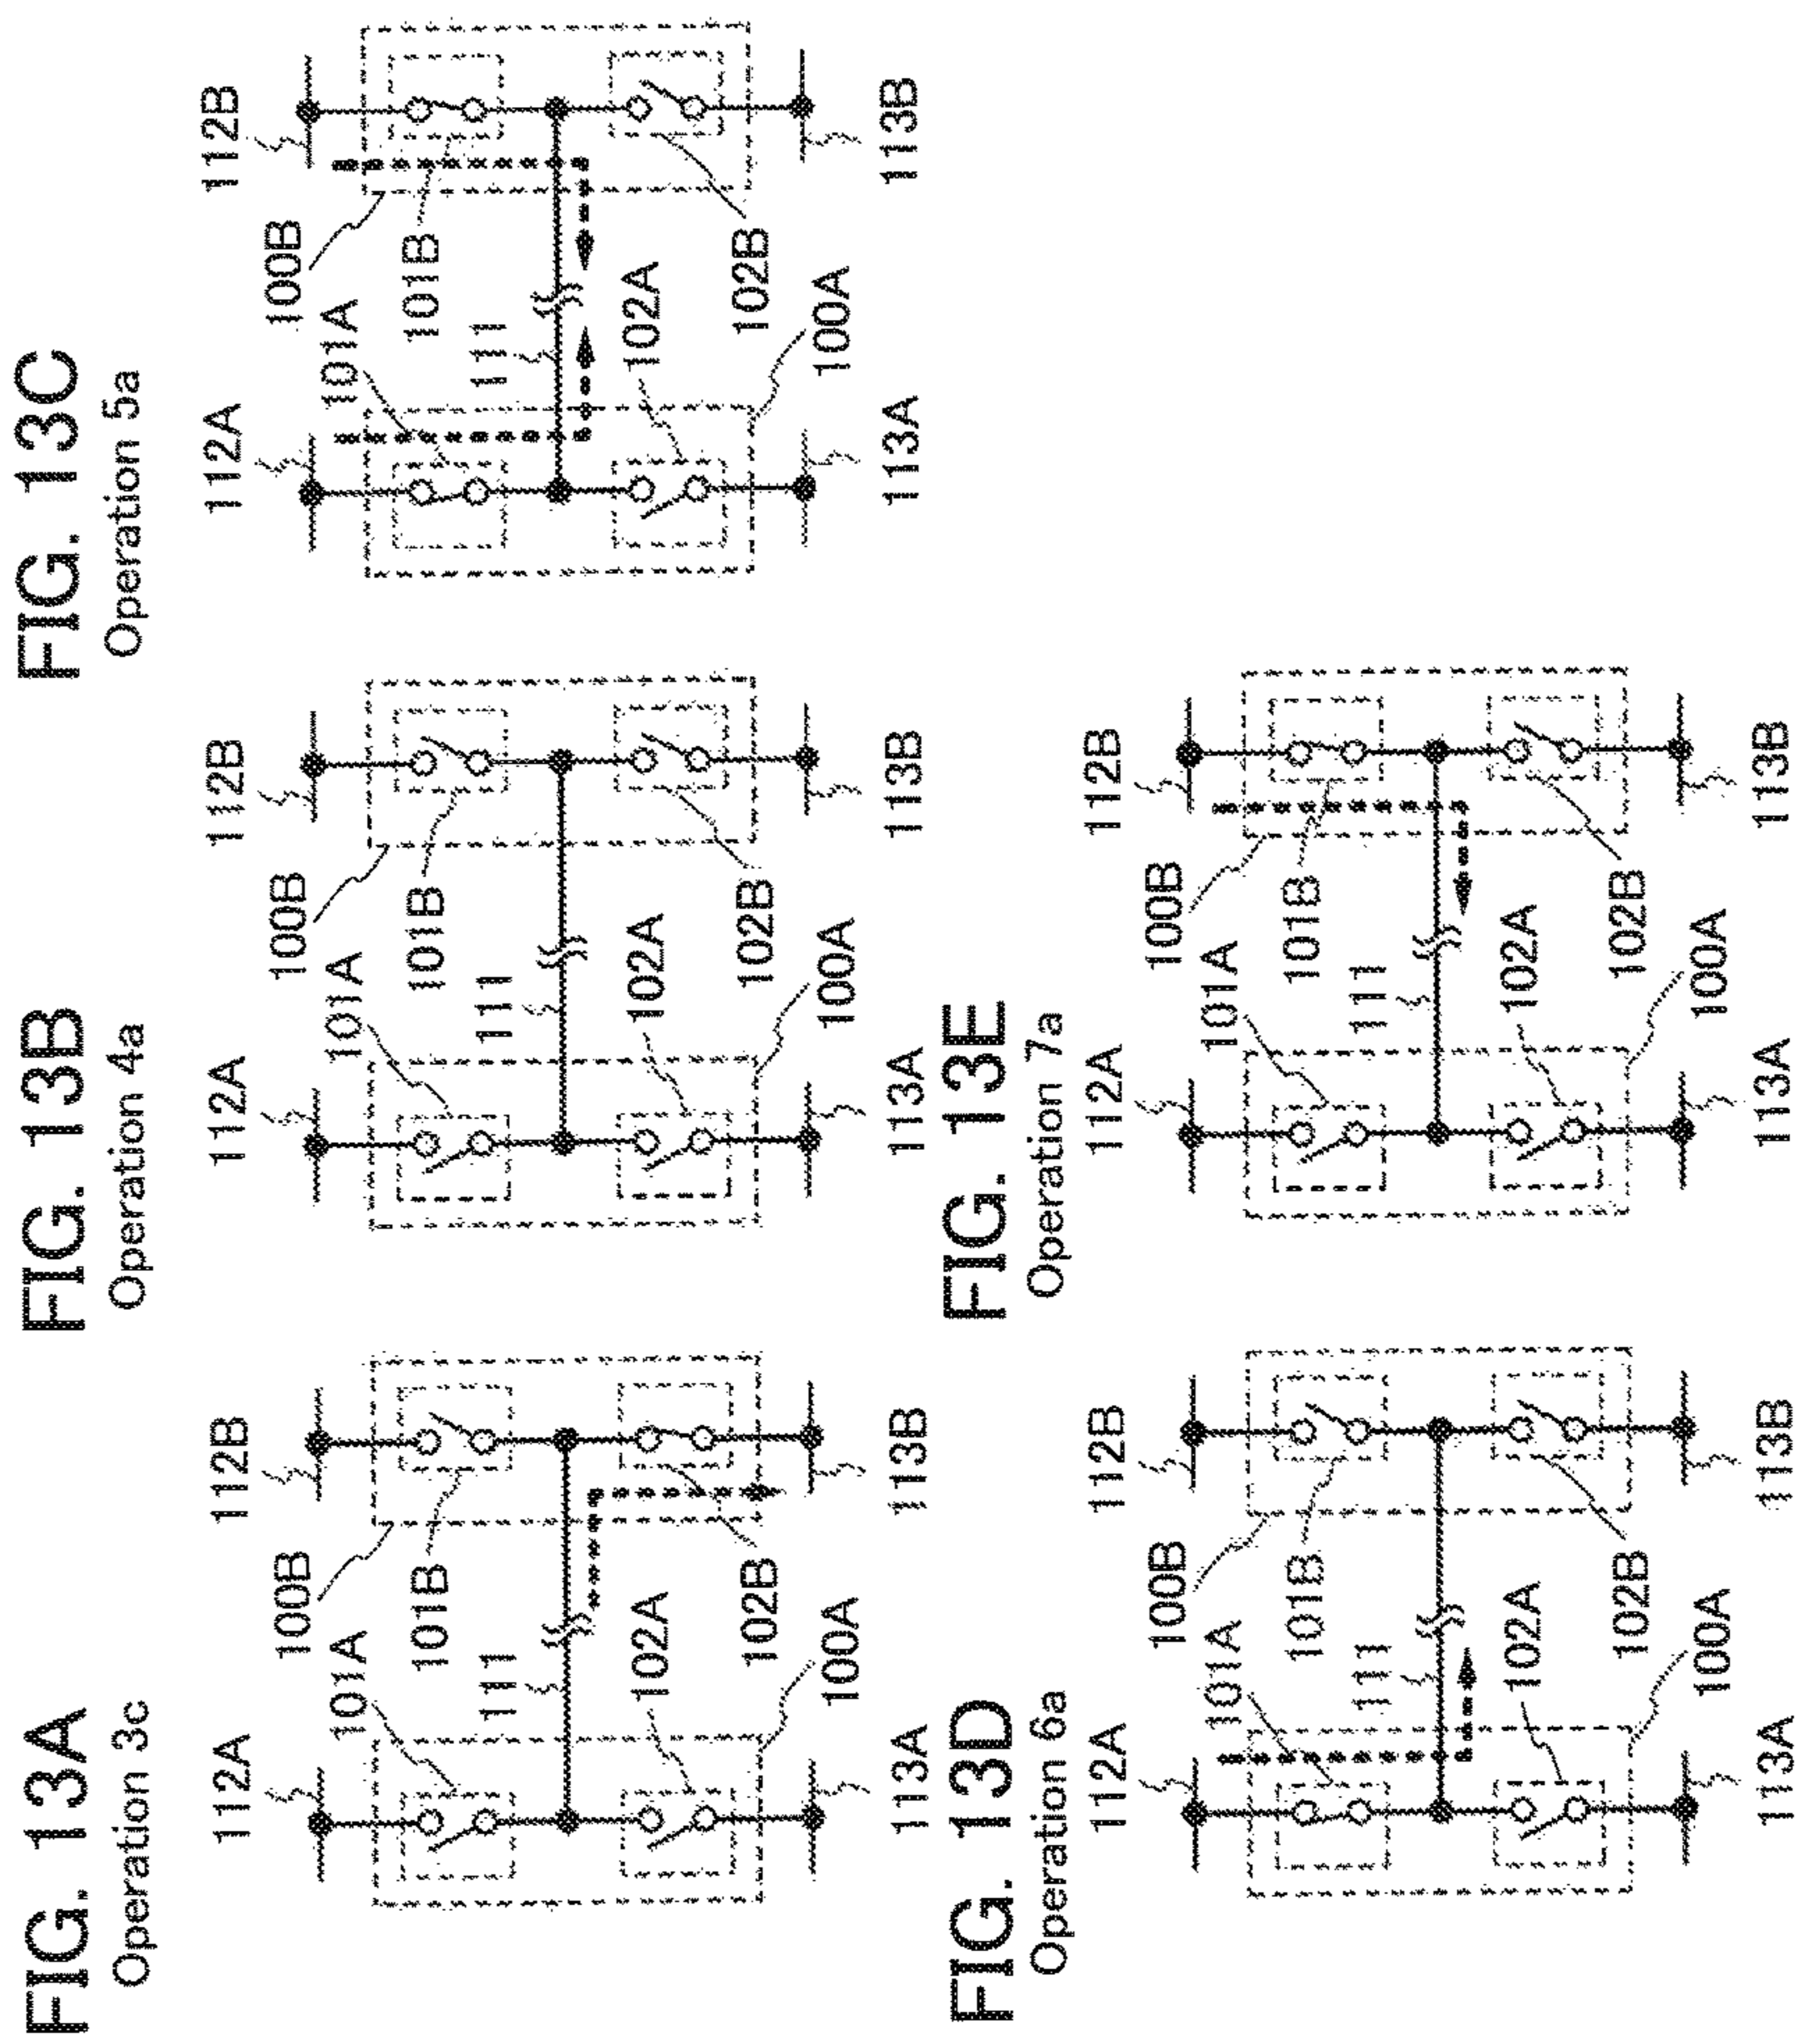 FIG. 13A
Operation 3c
112A
112B
100B
101A
101B
111
102A
102B
100A
113A
113B
FIG. 13B
Operation 4a
112A
112B
100B
101A
101B
111
102A
102B
100A
113A
113B
FIG. 13C
Operation 5a
112A
112B
100B
101A
101B
111
102A
102B
100A
113A
113B
FIG. 13D
Operation 6a
112A
112B
100B
101A
101B
111
102A
102B
100A
113A
113B
FIG. 13E
Operation 7a
112A
112B
100B
101A
101B
111
102A
102B
100A
113A
113B